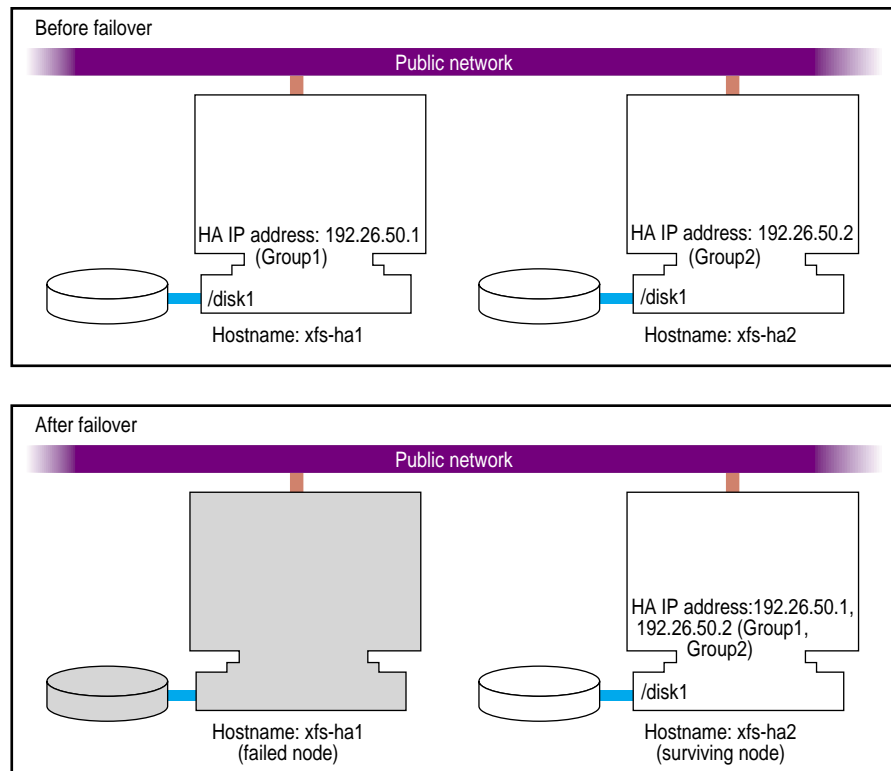 Before failover
Public network
HA IP address: 192.26.50.1
(Group1)
/disk1
Hostname: xfs-ha1
HA IP address: 192.26.50.2
(Group2)
/disk1
Hostname: xfs-ha2
After failover
Public network
Hostname: xfs-ha1
(failed node)
HA IP address:192.26.50.1,
192.26.50.2 (Group1,
Group2)
/disk1
Hostname: xfs-ha2
(surviving node)